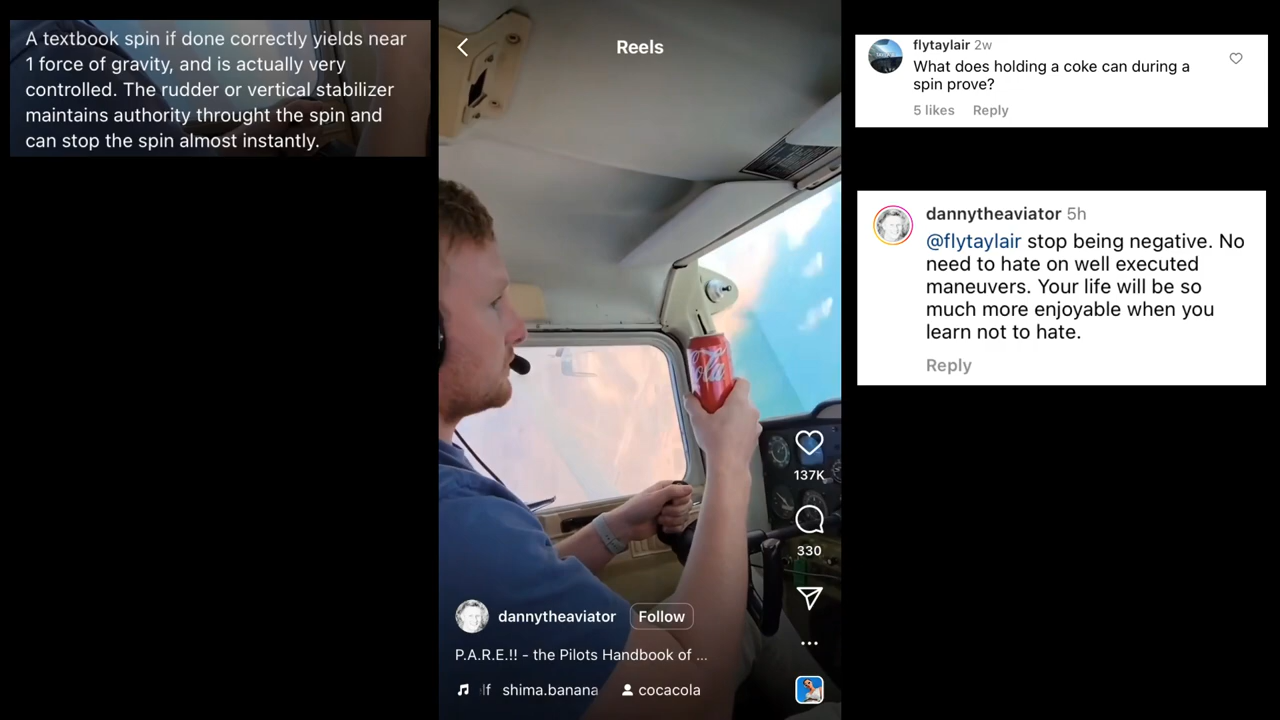 A textbook spin if done correctly yields near
1 force of gravity, and is actually very
controlled. The rudder or vertical stabilizer
maintains authority throught the spin and
can stop the spin almost instantly.
Reels
Cola
137K
330
dannytheaviator Follow
P.A.R.E.!! - the Pilots Handbook of ...
lf shima.banana cocacola
flytaylair 2w
What does holding a coke can during a
spin prove?
5 likes Reply
dannytheaviator 5h
@flytaylair stop being negative. No
need to hate on well executed
maneuvers. Your life will be so
much more enjoyable when you
learn not to hate.
Reply